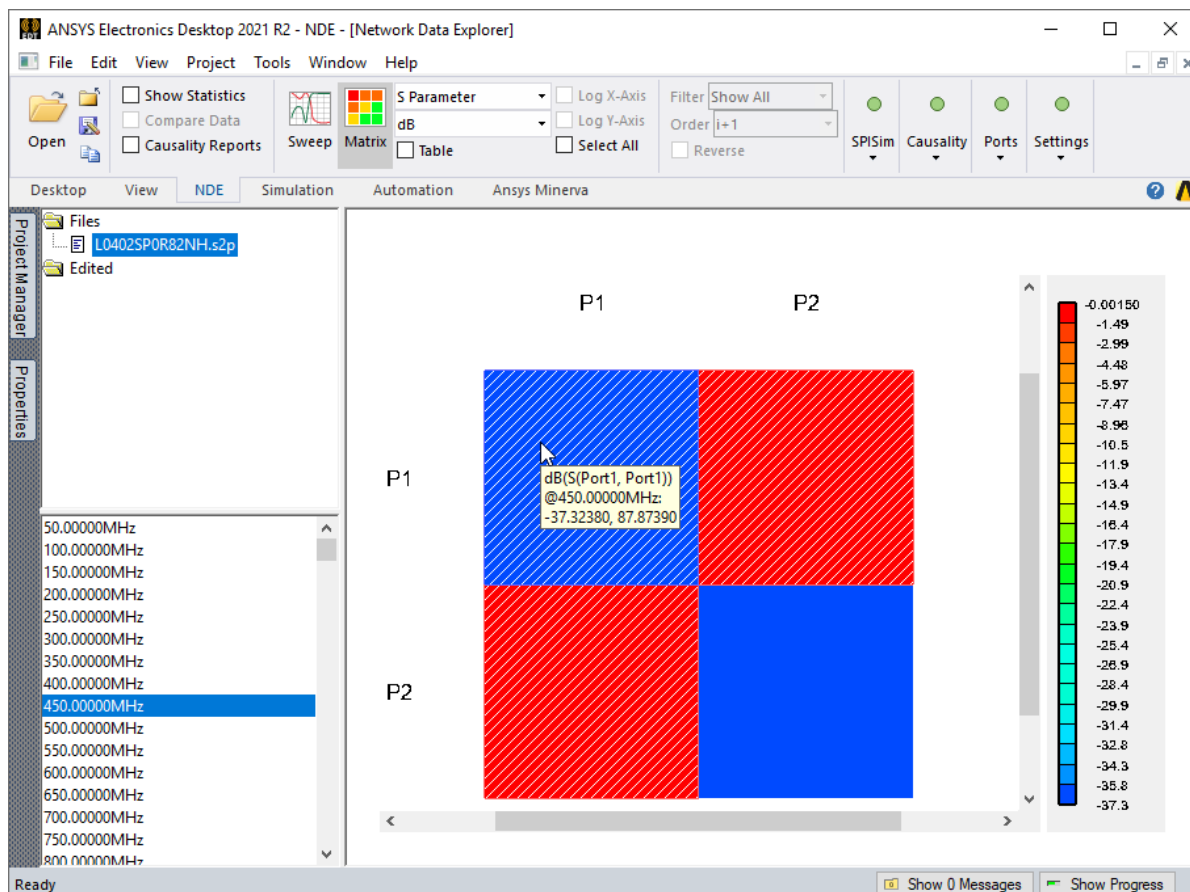 ANSYS Electronics Desktop 2021 R2 - NDE - [Network Data Explorer]
File Edit View Project Tools Window Help
Open
Show Statistics
Compare Data
Causality Reports
Sweep
Matrix
S Parameter
dB
Table
Log X-Axis
Log Y-Axis
Select All
Filter Show All
Order i+1
Reverse
SPISim
Causality
Ports
Settings
Desktop View NDE Simulation Automation Ansys Minerva
Project Manager
Properties
Files
L0402SP0R82NH.s2p
Edited
50.00000MHz
100.00000MHz
150.00000MHz
200.00000MHz
250.00000MHz
300.00000MHz
350.00000MHz
400.00000MHz
450.00000MHz
500.00000MHz
550.00000MHz
600.00000MHz
650.00000MHz
700.00000MHz
750.00000MHz
800.00000MHz
P1 P2
P1
dB(S(Port1, Port1))
@450.00000MHz:
-37.32380, 87.87390
P2
-0.00150
-1.49
-2.99
-4.48
-5.97
-7.47
-8.96
-10.5
-11.9
-13.4
-14.9
-16.4
-17.9
-19.4
-20.9
-22.4
-23.9
-25.4
-26.9
-28.4
-29.9
-31.4
-32.8
-34.3
-35.8
-37.3
Ready
Show 0 Messages
Show Progress